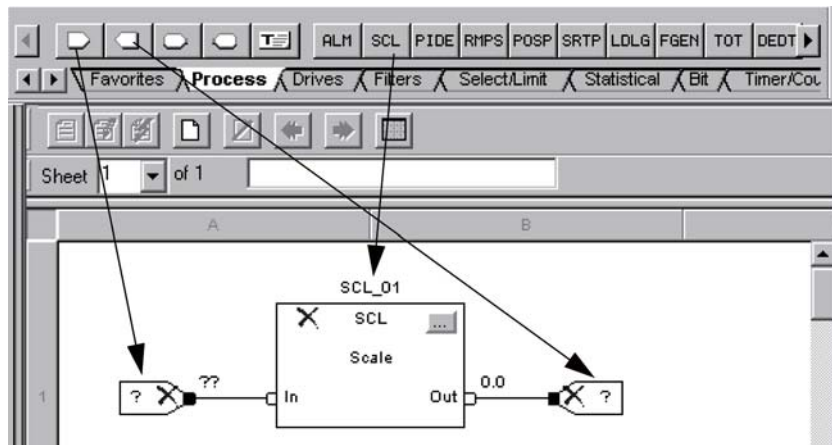 T ALM SCL PIDE RMPS POSP SRTP LDLG FGEN TOT DEDT
Favorites Process Drives Filters Select/Limit Statistical Bit Timer/Cou
Sheet 1 of 1
A B
SCL_01
SCL ...
Scale
?? 0.0
1 ? In Out ?